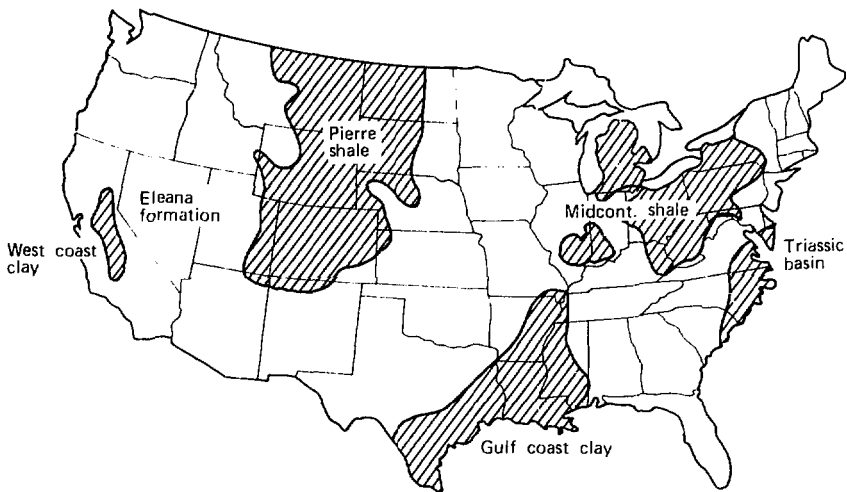 Pierre
shale
Eleana
formation
West coast
clay
Midcont. shale
Triassic
basin
Gulf coast clay